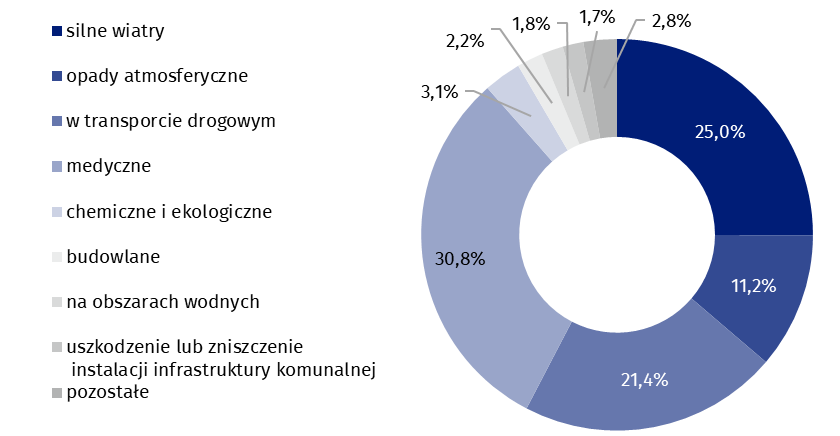 silne wiatry
opady atmosferyczne
w transporcie drogowym
medyczne
chemiczne i ekologiczne
budowlane
na obszarach wodnych
uszkodzenie lub zniszczenie
instalacji infrastruktury komunalnej
pozostałe
25,0%
11,2%
21,4%
30,8%
3,1%
2,2%
1,8%
1,7%
2,8%